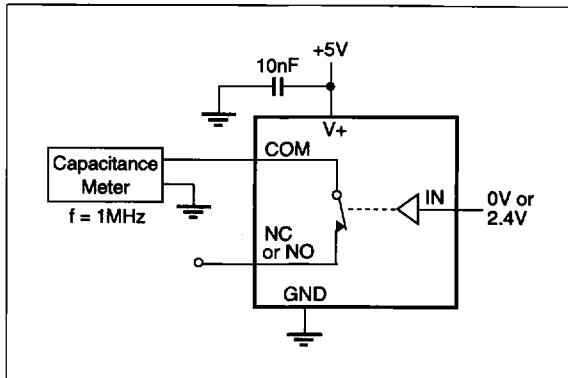 +5V
10nF
V+
COM
Capacitance
Meter
f = 1MHz
IN
0V or
2.4V
NC
or NO
GND